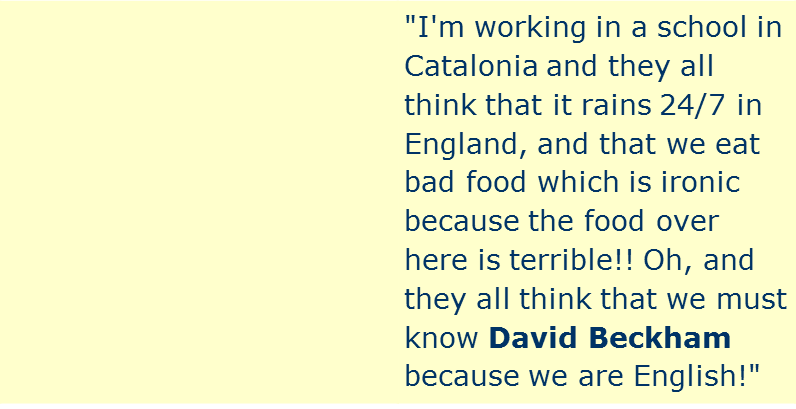 "I'm working in a school in
Catalonia and they all
think that it rains 24/7 in
England, and that we eat
bad food which is ironic
because the food over
here is terrible!! Oh, and
they all think that we must
know David Beckham
because we are English!"